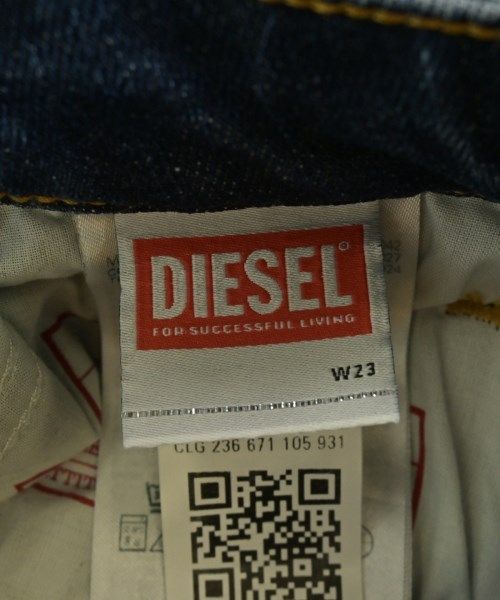 DIESEL®
FOR SUCCESSFUL LIVING
W23
CLG 236 671 105 931